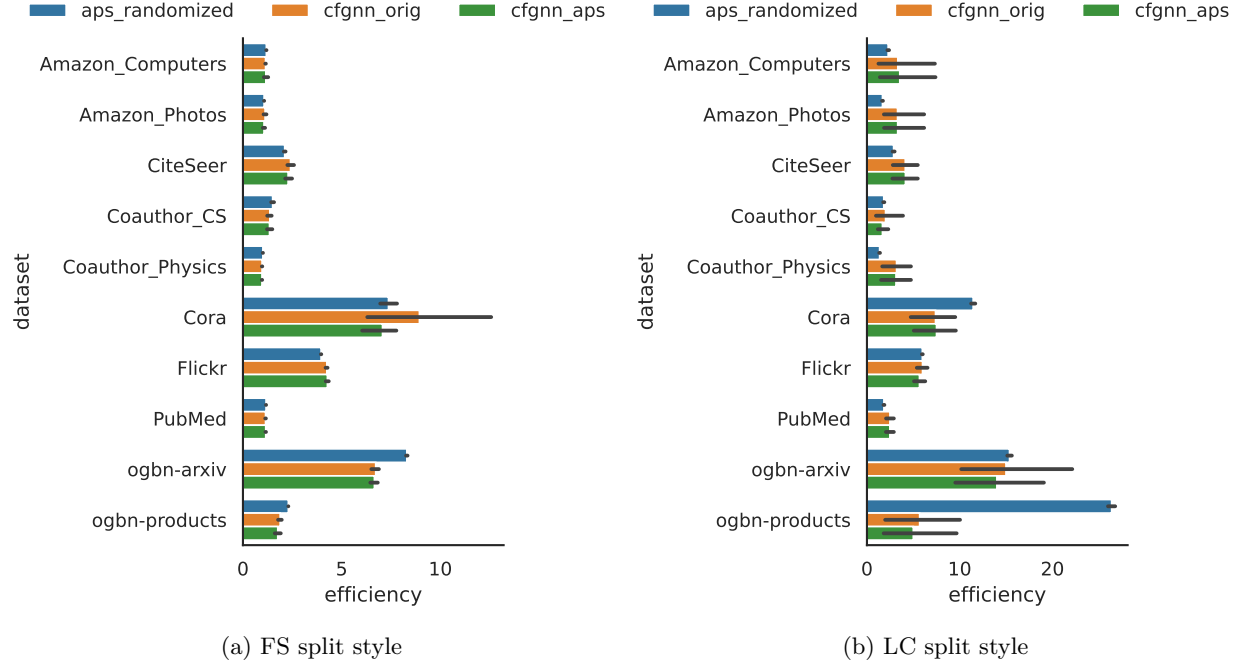 aps_randomized cfgnn_orig cfgnn_aps
Amazon_Computers
Amazon_Photos
CiteSeer
Coauthor_CS
Coauthor_Physics
Cora
Flickr
PubMed
ogbn-arxiv
ogbn-products
dataset
0 5 10
efficiency
(a) FS split style
aps_randomized cfgnn_orig cfgnn_aps
Amazon_Computers
Amazon_Photos
CiteSeer
Coauthor_CS
Coauthor_Physics
Cora
Flickr
PubMed
ogbn-arxiv
ogbn-products
dataset
0 10 20
efficiency
(b) LC split style